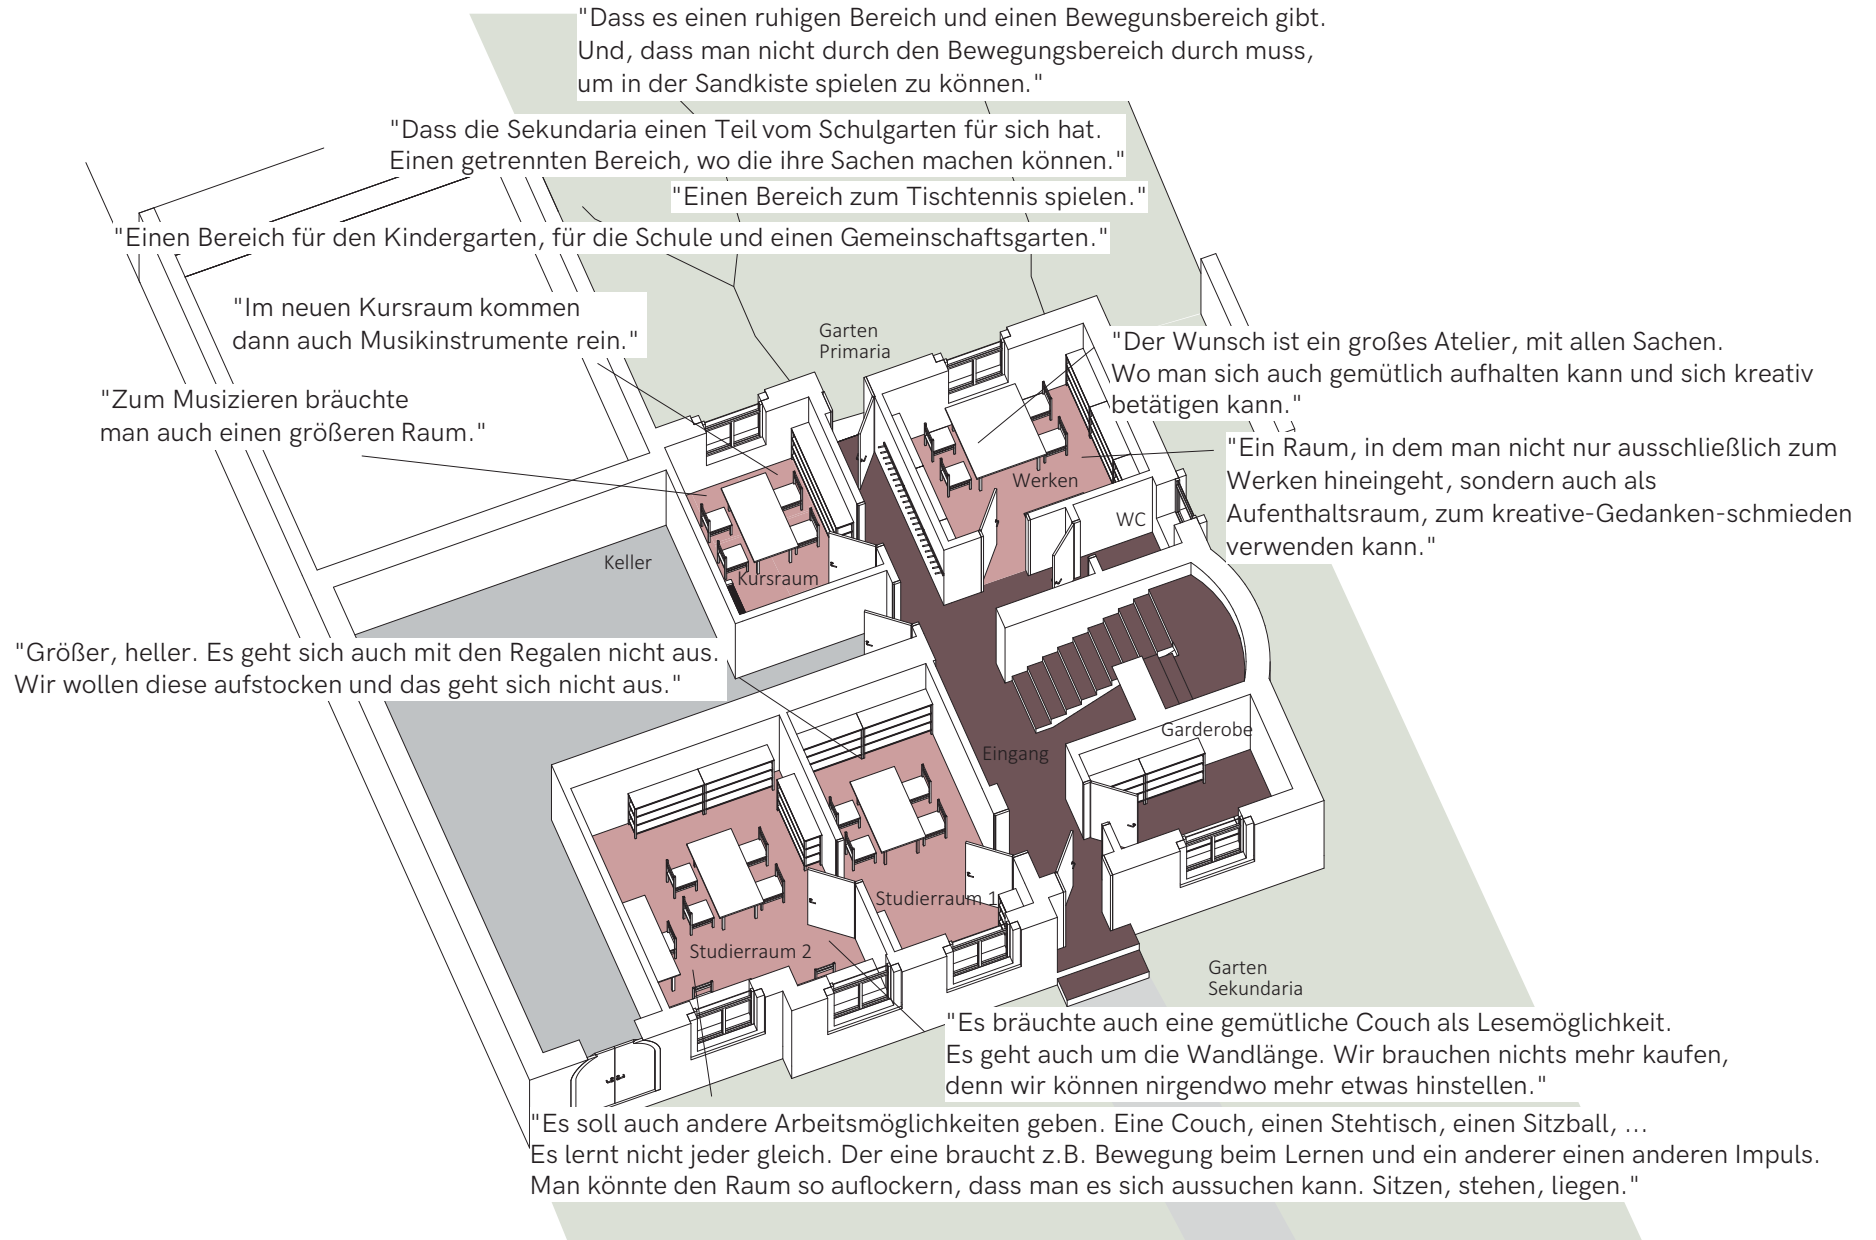 "Dass es einen ruhigen Bereich und einen Bewegunsbereich gibt.
Und, dass man nicht durch den Bewegungsbereich durch muss,
um in der Sandkiste spielen zu können."
"Dass die Sekundaria einen Teil vom Schulgarten für sich hat.
Einen getrennten Bereich, wo die ihre Sachen machen können."
"Einen Bereich zum Tischtennis spielen."
"Einen Bereich für den Kindergarten, für die Schule und einen Gemeinschaftsgarten."
"Im neuen Kursraum kommen
dann auch Musikinstrumente rein."
Garten
Primaria
"Der Wunsch ist ein großes Atelier, mit allen Sachen.
Wo man sich auch gemütlich aufhalten kann und sich kreativ
betätigen kann."
"Zum Musizieren bräuchte
man auch einen größeren Raum."
"Ein Raum, in dem man nicht nur ausschließlich zum
Werken hineingeht, sondern auch als
Aufenthaltsraum, zum kreative-Gedanken-schmieden
verwenden kann."
Werken
WC
Keller
Kursraum
"Größer, heller. Es geht sich auch mit den Regalen nicht aus.
Wir wollen diese aufstocken und das geht sich nicht aus."
Garderobe
Eingang
Studierraum 1
Studierraum 2
Garten
Sekundaria
"Es bräuchte auch eine gemütliche Couch als Lesemöglichkeit.
Es geht auch um die Wandlänge. Wir brauchen nichts mehr kaufen,
denn wir können nirgendwo mehr etwas hinstellen."
"Es soll auch andere Arbeitsmöglichkeiten geben. Eine Couch, einen Stehtisch, einen Sitzball, ...
Es lernt nicht jeder gleich. Der eine braucht z.B. Bewegung beim Lernen und ein anderer einen anderen Impuls.
Man könnte den Raum so auflockern, dass man es sich aussuchen kann. Sitzen, stehen, liegen."